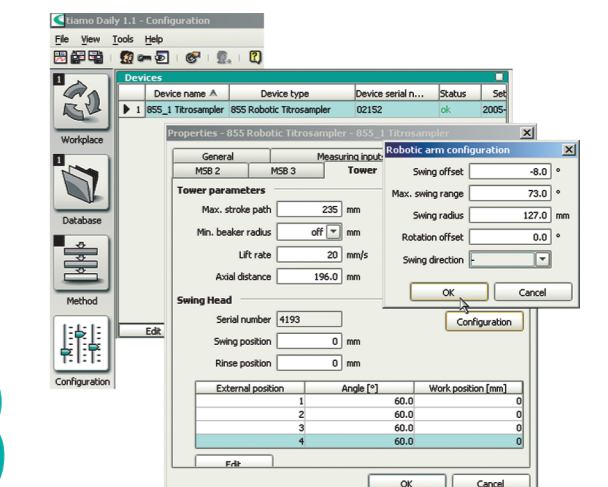 tiamo Daily 1.1 - Configuration
File View Tools Help
1
Workplace
1
Database
Method
Configuration
Devices
Device name Device type Device serial n... Status Set
1 855_1 Titrosampler 855 Robotic Titrosampler 02152 ok 2005-
Edit
Properties - 855 Robotic Titrosampler - 855_1 Titrosampler
General Measuring input
MSB 2 MSB 3 Tower
Tower parameters
Max. stroke path 235 mm
Min. beaker radius off mm
Lift rate 20 mm/s
Axial distance 196.0 mm
Swing Head
Serial number 4193
Configuration
Swing position 0 mm
Rinse position 0 mm
External position Angle [°] Work position [mm]
1 60.0 0
2 60.0 0
3 60.0 0
4 60.0 0
Edit
OK Cancel
Robotic arm configuration
Swing offset -8.0 °
Max. swing range 73.0 °
Swing radius 127.0 mm
Rotation offset 0.0 °
Swing direction -
OK Cancel